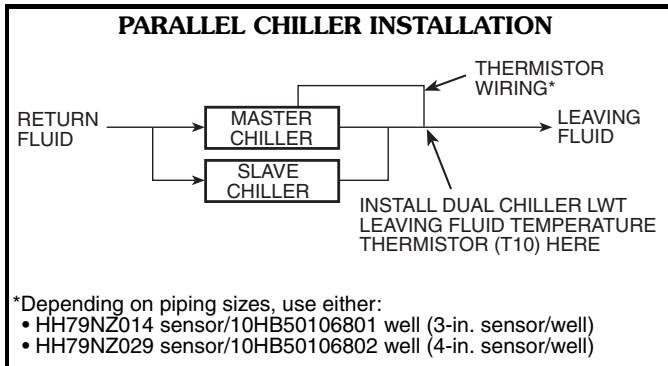 PARALLEL CHILLER INSTALLATION
THERMISTOR
WIRING*
RETURN
FLUID
MASTER
CHILLER
LEAVING
FLUID
SLAVE
CHILLER
INSTALL DUAL CHILLER LWT
LEAVING FLUID TEMPERATURE
THERMISTOR (T10) HERE
*Depending on piping sizes, use either:
• HH79NZ014 sensor/10HB50106801 well (3-in. sensor/well)
• HH79NZ029 sensor/10HB50106802 well (4-in. sensor/well)